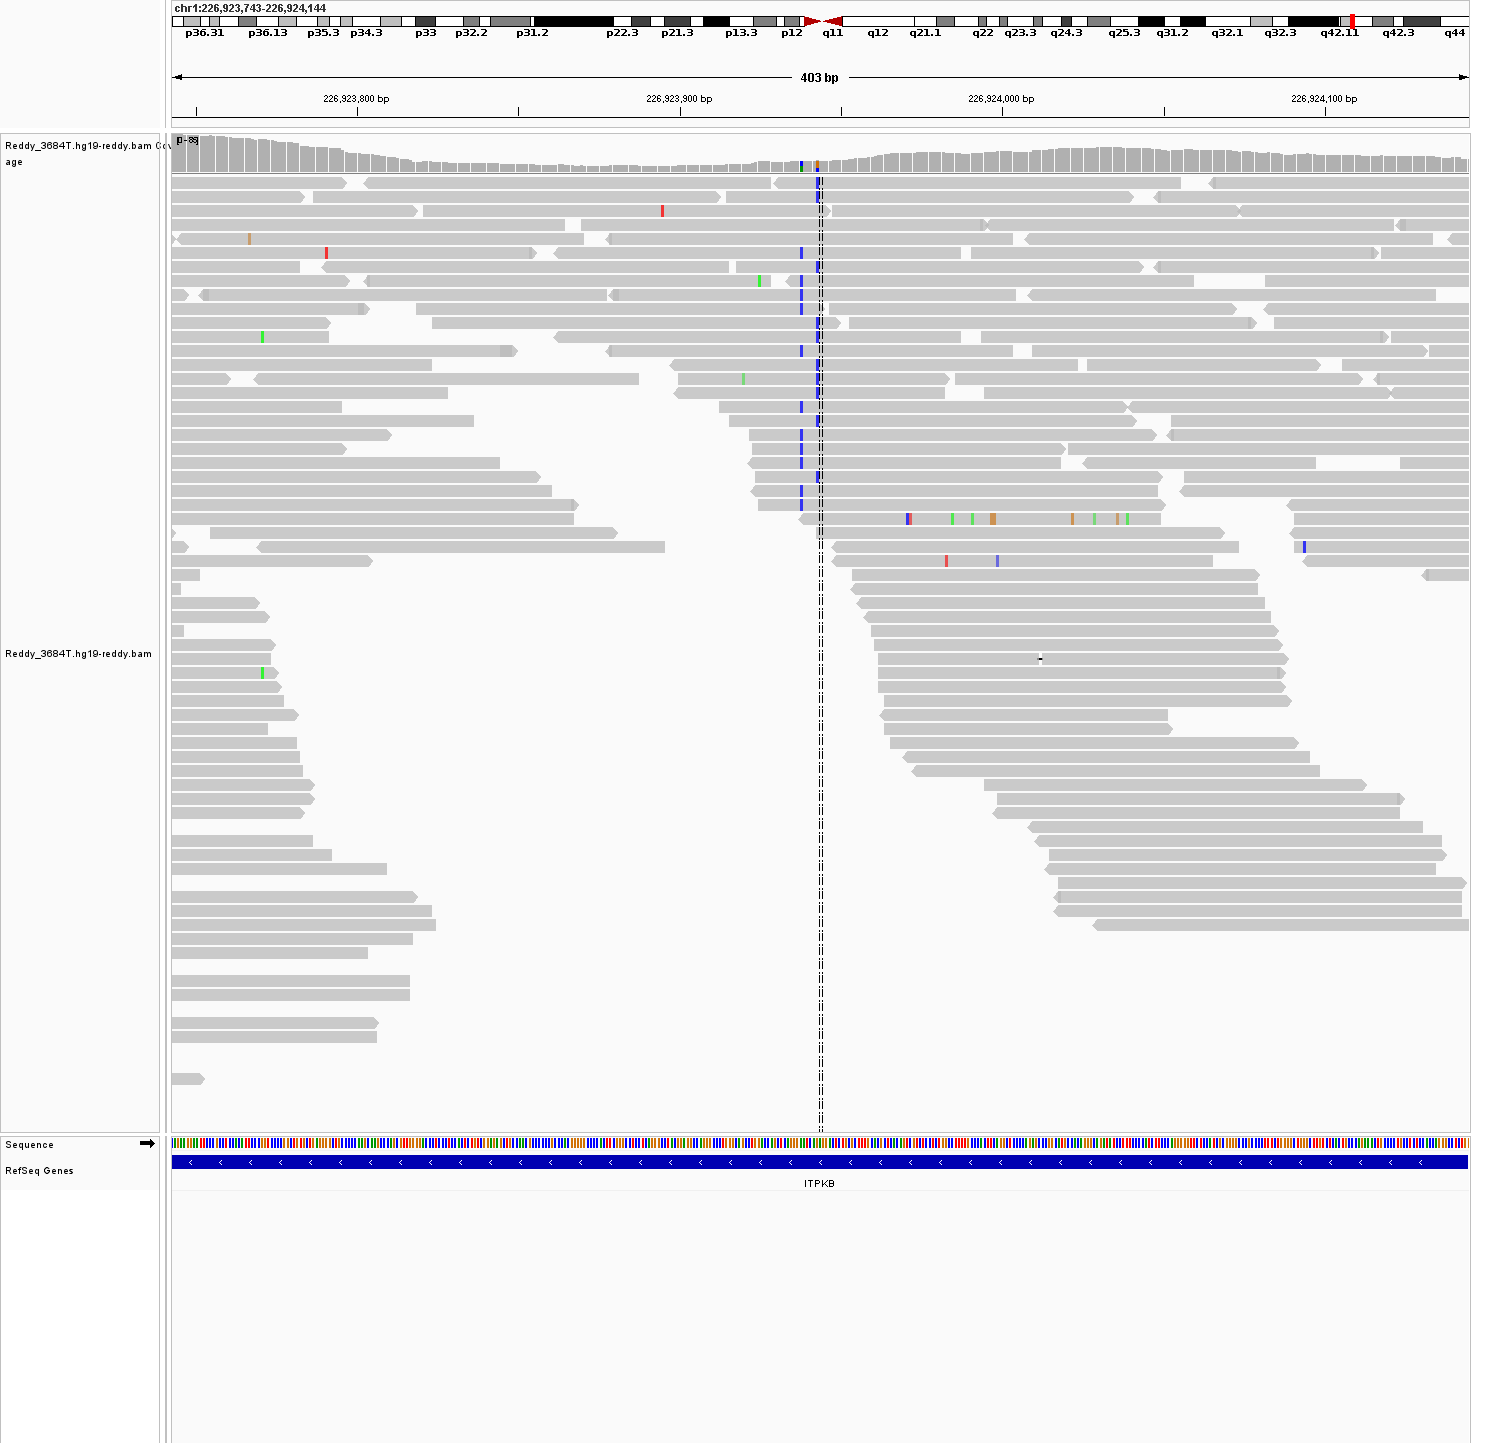 chr1:226,923,743-226,924,144
p36.31 p36.13 p35.3 p34.3 p33 p32.2 p31.2 p22.3 p21.3 p13.3 p12 q11 q12 q21.1 q22 q23.3 q24.3 q25.3 q31.2 q32.1 q32.3 q42.11 q42.3 q44
403 bp
226,923,800 bp 226,923,900 bp 226,924,000 bp 226,924,100 bp
Reddy_3684T.hg19-reddy.bam Cov
age
Reddy_3684T.hg19-reddy.bam
Sequence
RefSeq Genes
ITPKB